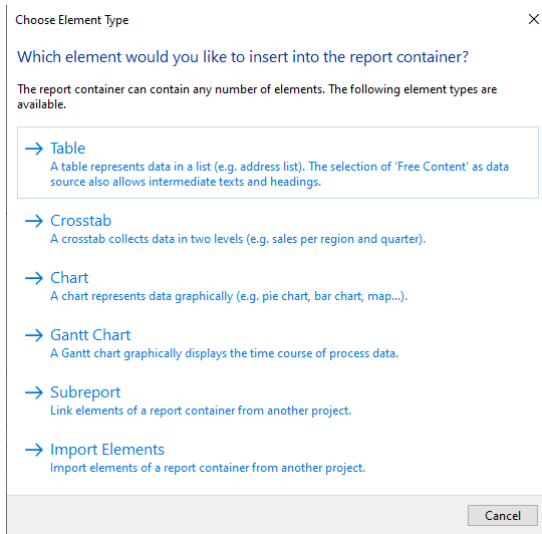 Choose Element Type
Which element would you like to insert into the report container?
The report container can contain any number of elements. The following element types are
available.
Table
A table represents data in a list (e.g. address list). The selection of 'Free Content' as data
source also allows intermediate texts and headings.
Crosstab
A crosstab collects data in two levels (e.g. sales per region and quarter).
Chart
A chart represents data graphically (e.g. pie chart, bar chart, map...).
Gantt Chart
A Gantt chart graphically displays the time course of process data.
Subreport
Link elements of a report container from another project.
Import Elements
Import elements of a report container from another project.
Cancel